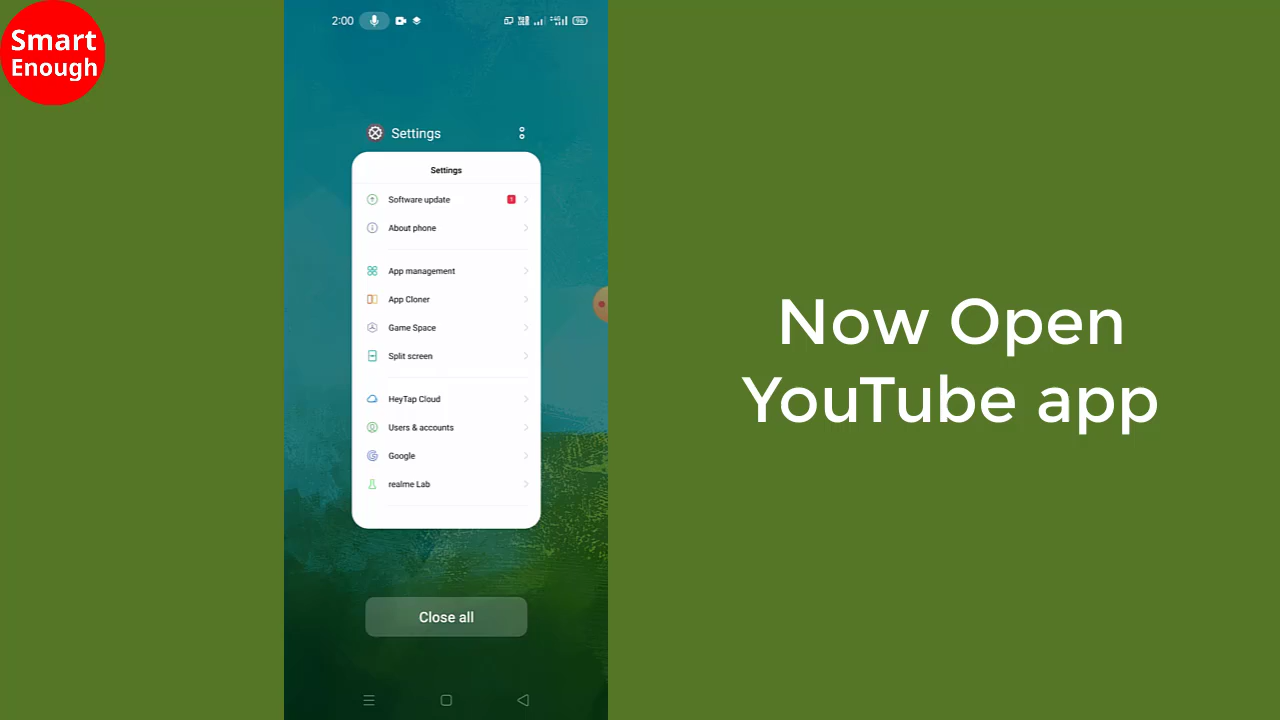 Smart
Enough
2:00
Settings
Settings
Software update
1
About phone
App management
App Cloner
Game Space
Split screen
HeyTap Cloud
Users & accounts
Google
realme Lab
Close all
Now Open
YouTube app